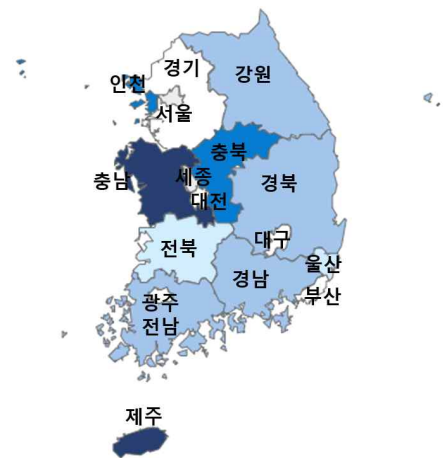 경기
강원
인천
서울
충북
충남
세종
경북
대전
대구
전북
울산
경남
부산
광주
전남
제주